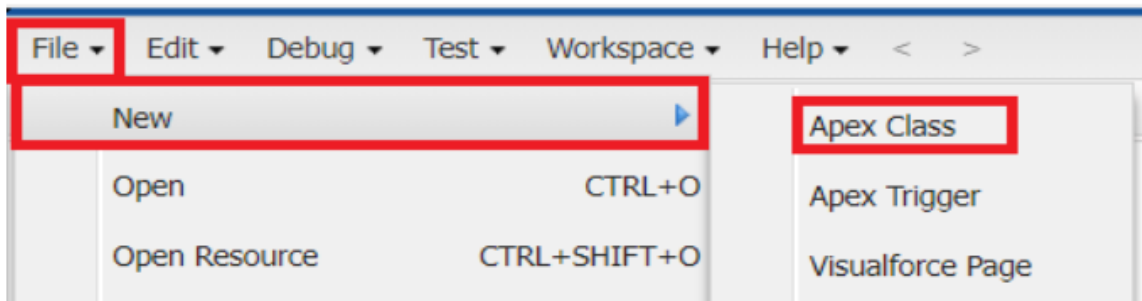 File Edit Debug Test Workspace Help < >
New Apex Class
Open CTRL+O Apex Trigger
Open Resource CTRL+SHIFT+O Visualforce Page